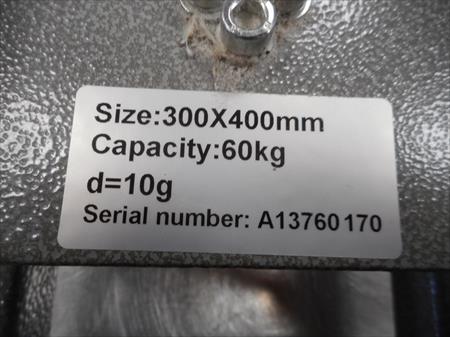 Size:300X400mm
Capacity:60kg
d=10g
Serial number: A13760170